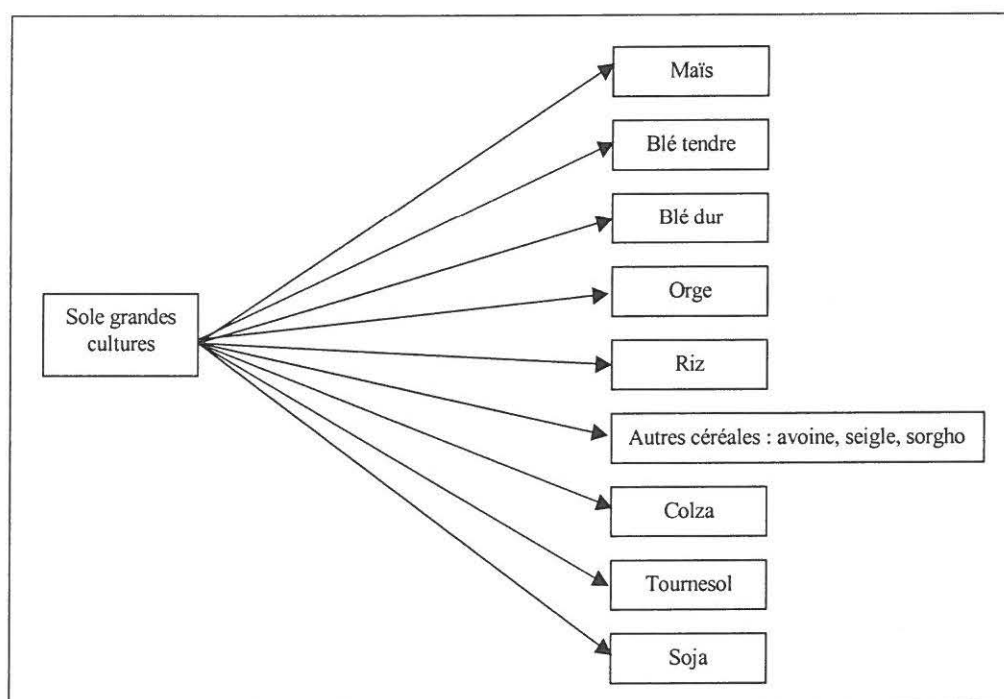 Maïs
Blé tendre
Blé dur
Orge
Sole grandes
cultures
Riz
Autres céréales : avoine, seigle, sorgho
Colza
Tournesol
Soja